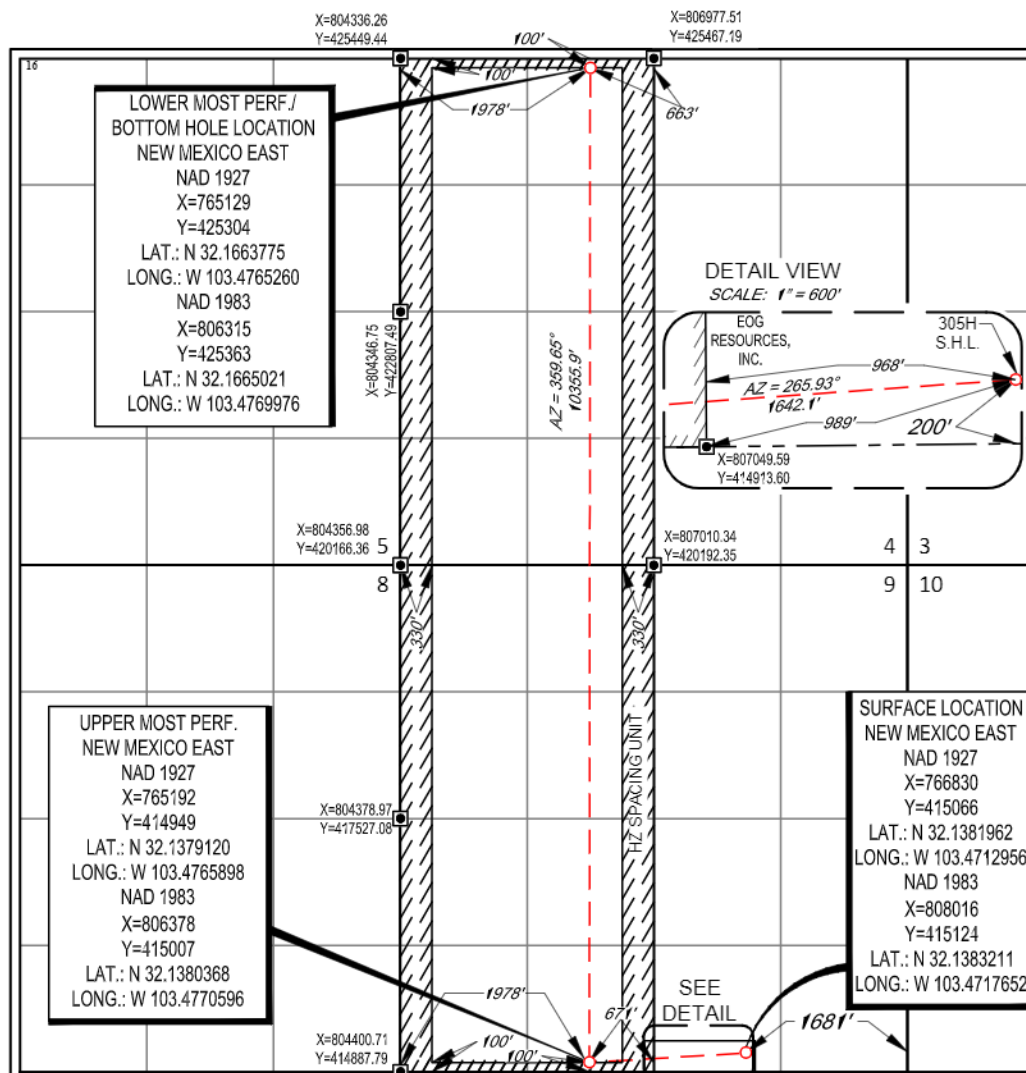 X=804336.26
Y=425449.44
X=806977.51
Y=425467.19
100'
16
100'
1978'
663'
LOWER MOST PERF./
BOTTOM HOLE LOCATION
NEW MEXICO EAST
NAD 1927
X=765129
Y=425304
LAT.: N 32.1663775
LONG.: W 103.4765260
NAD 1983
X=806315
Y=425363
LAT.: N 32.1665021
LONG.: W 103.4769976
X=804346.75
Y=422807.49
AZ = 359.65°
10355.9'
DETAIL VIEW
SCALE: 1" = 600'
EOG
RESOURCES,
INC.
305H
S.H.L.
968'
AZ = 265.93°
1642.1'
989'
200'
X=807049.59
Y=414913.60
X=804356.98
Y=420166.36
5
8
X=807010.34
Y=420192.35
4
3
9
10
330'
330'
HZ SPACING UNIT
UPPER MOST PERF.
NEW MEXICO EAST
NAD 1927
X=765192
Y=414949
LAT.: N 32.1379120
LONG.: W 103.4765898
NAD 1983
X=806378
Y=415007
LAT.: N 32.1380368
LONG.: W 103.4770596
X=804378.97
Y=417527.08
SURFACE LOCATION
NEW MEXICO EAST
NAD 1927
X=766830
Y=415066
LAT.: N 32.1381962
LONG.: W 103.4712956
NAD 1983
X=808016
Y=415124
LAT.: N 32.1383211
LONG.: W 103.4717652
SEE
DETAIL
1978'
671'
1681'
X=804400.71
Y=414887.79
100'
100'